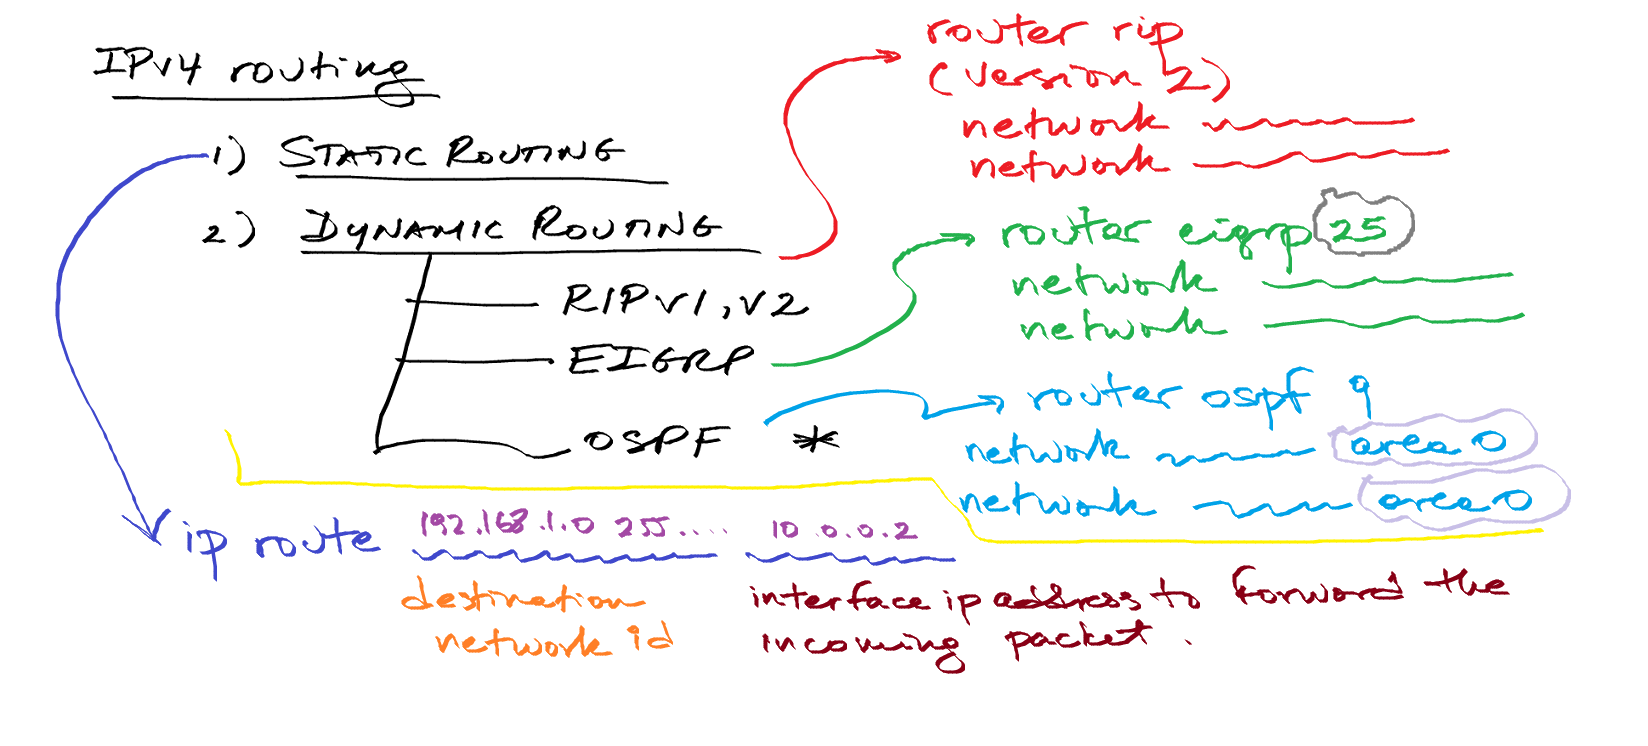 IPv4 routing
1) STATIC ROUTING
2) DYNAMIC ROUTING
RIPV1, V2
EIGRP
OSPF *
router rip
(version 2)
network
network
router eigrp 25
network
network
router ospf 9
network area 0
network area 0
ip route 192.168.1.0 255.... 10.0.0.2
destination
network id
interface ip address to forward the
incoming packet.